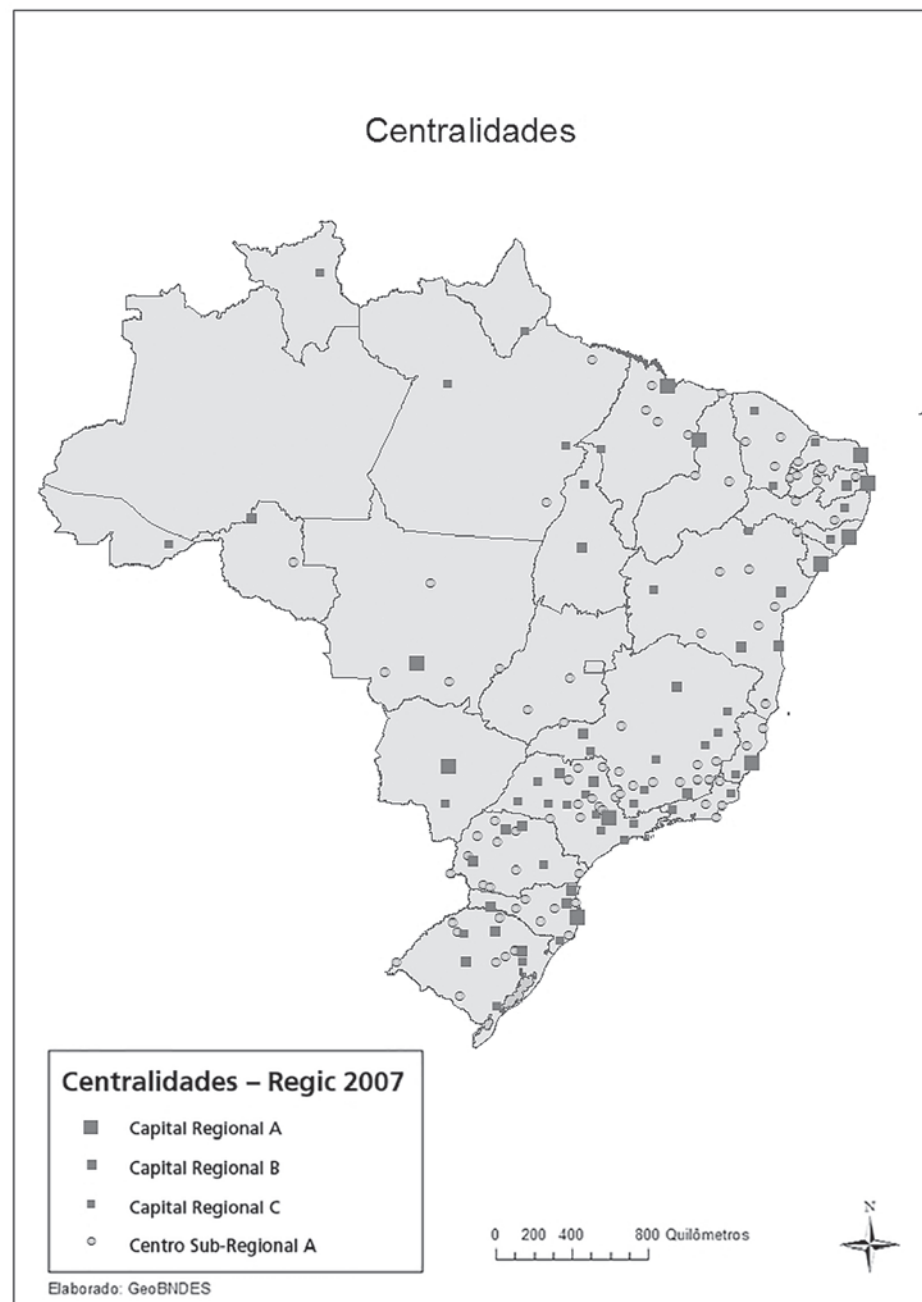 Centralidades
Centralidades – Regic 2007
Capital Regional A
Capital Regional B
Capital Regional C
Centro Sub-Regional A
0 200 400 800 Quilômetros
N
Elaborado: GeoBNDES